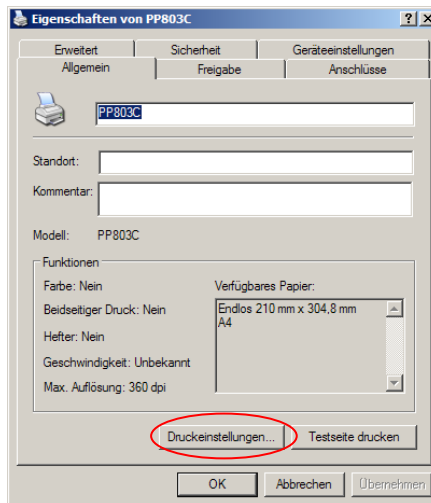 Eigenschaften von PP803C
Erweitert Sicherheit Geräteeinstellungen
Allgemein Freigabe Anschlüsse
PP803C
Standort:
Kommentar:
Modell: PP803C
Funktionen
Farbe: Nein Verfügbares Papier:
Beidseitiger Druck: Nein Endlos 210 mm x 304,8 mm
A4
Hefter: Nein
Geschwindigkeit: Unbekannt
Max. Auflösung: 360 dpi
Druckeinstellungen... Testseite drucken
OK Abbrechen Übernehmen